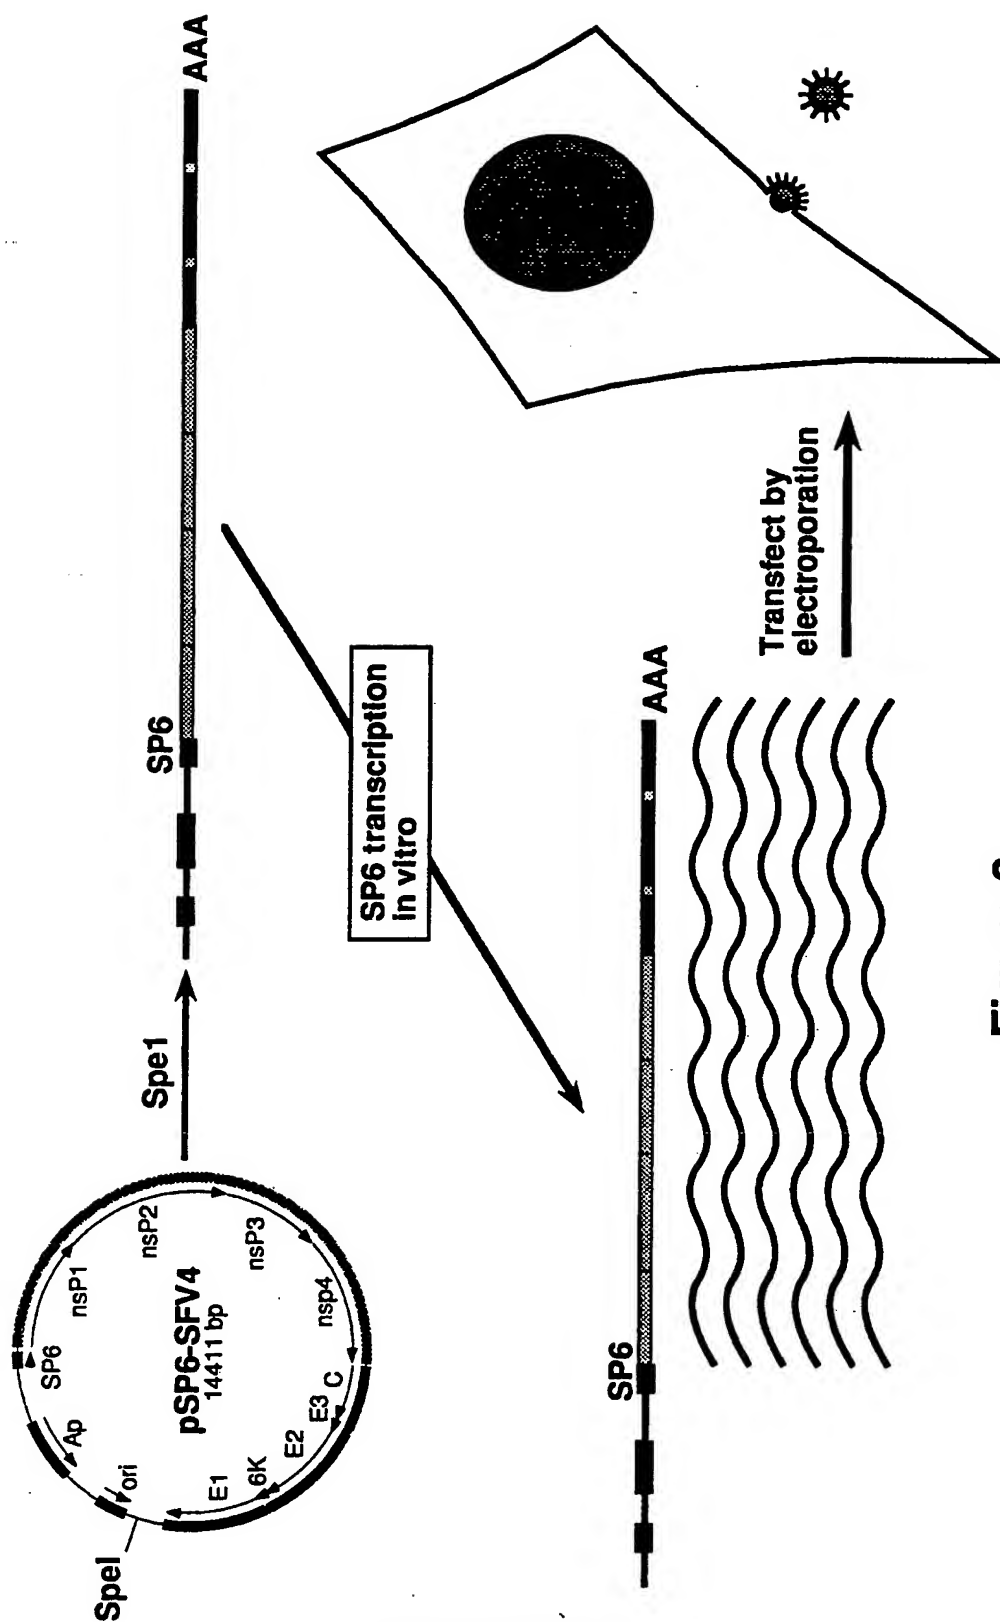 SpeI
Ap
SP6
nsP1
nsP2
nsP3
nsp4
C
E3
E2
6K
E1
ori
pSP6-SFV4
14411 bp
Spe1
SP6
AAA
SP6 transcription
in vitro
SP6
AAA
Transfect by
electroporation